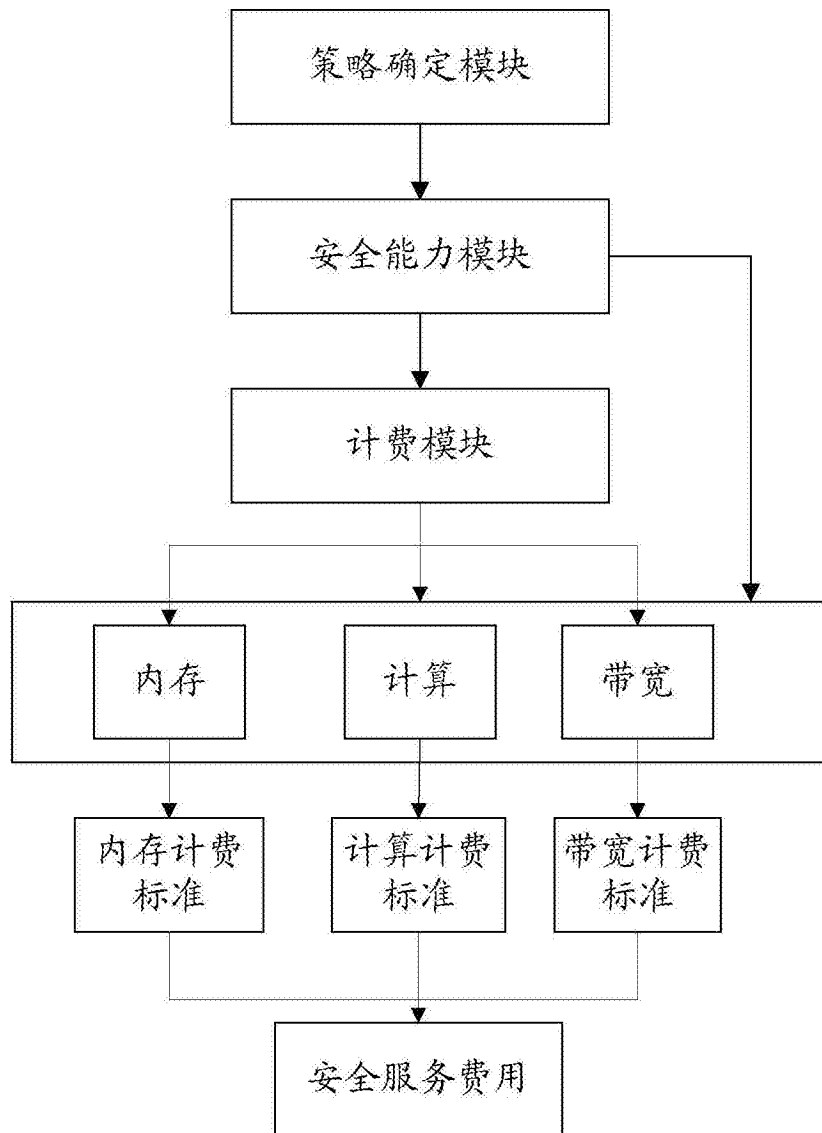 策略确定模块
安全能力模块
计费模块
内存
计算
带宽
内存计费
标准
计算计费
标准
带宽计费
标准
安全服务费用